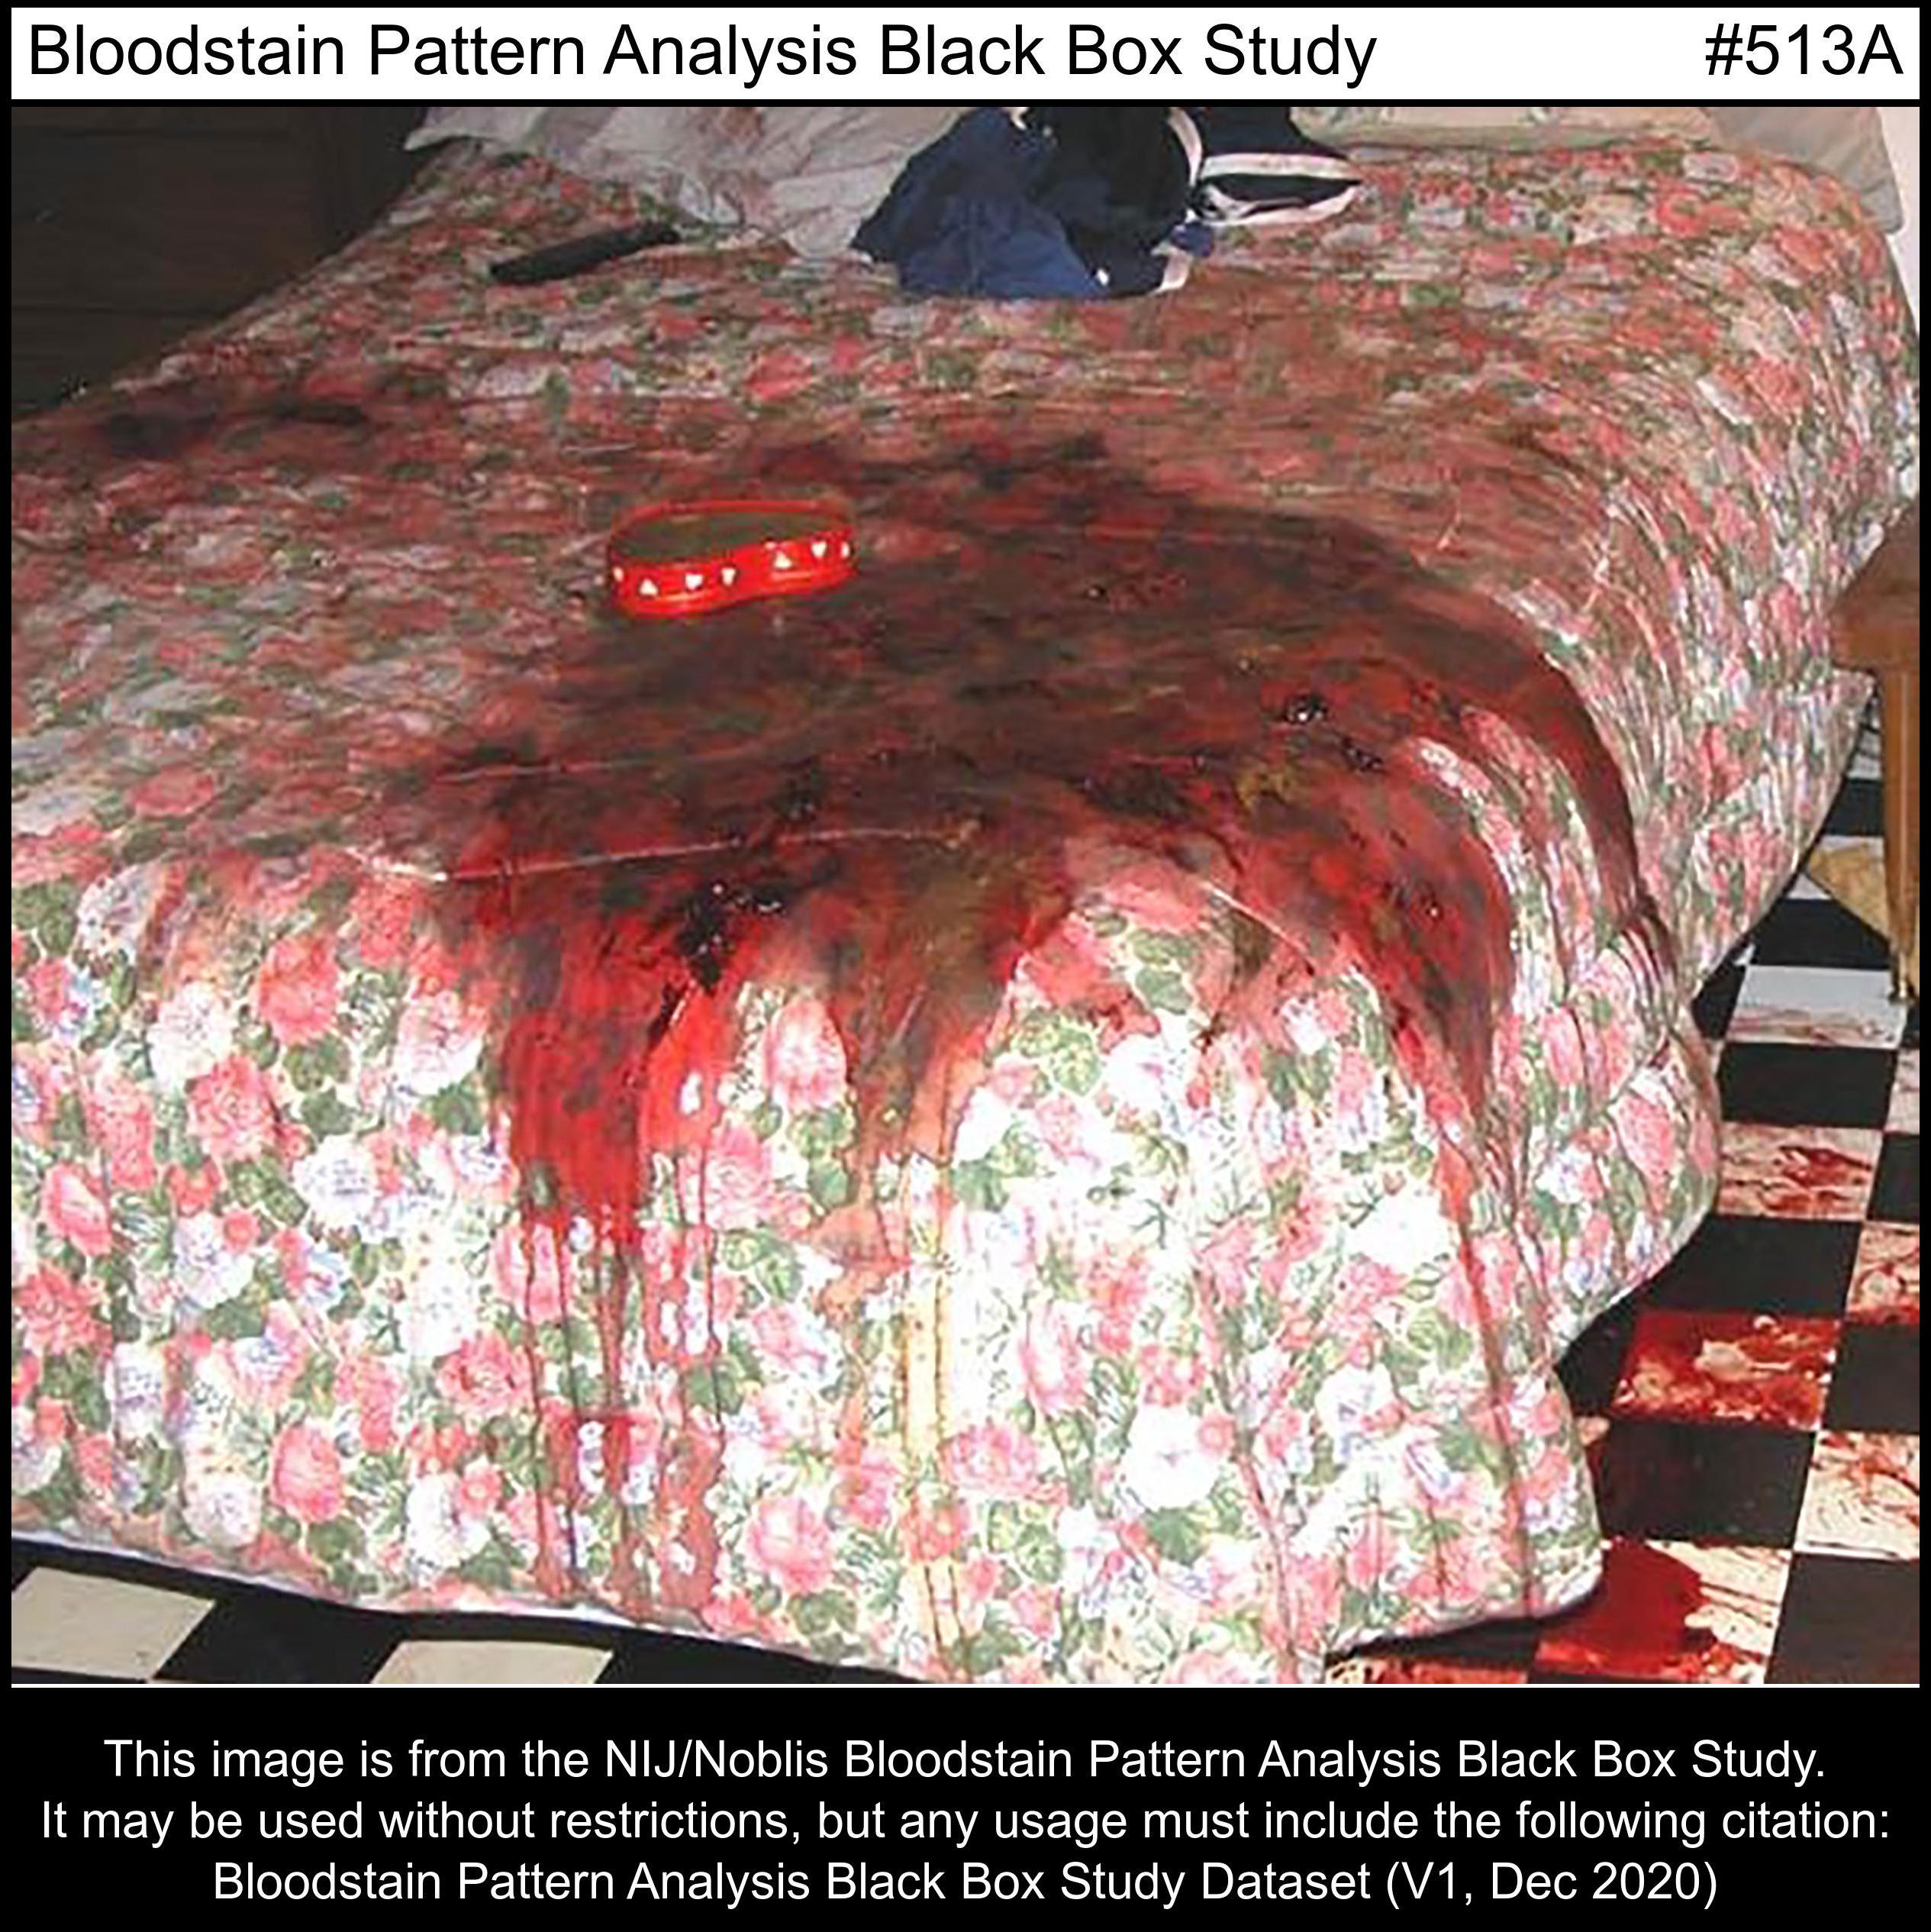 Bloodstain Pattern Analysis Black Box Study #513A
This image is from the NIJ/Noblis Bloodstain Pattern Analysis Black Box Study.
It may be used without restrictions, but any usage must include the following citation:
Bloodstain Pattern Analysis Black Box Study Dataset (V1, Dec 2020)